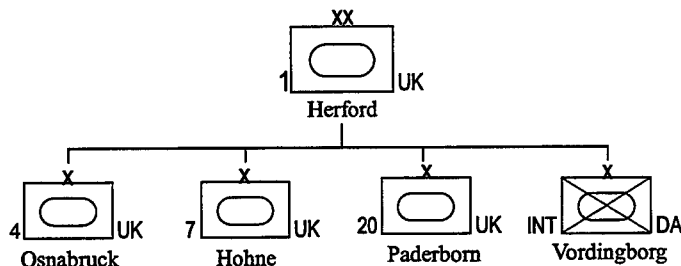 XX
1 UK
Herford
X X X X
4 UK 7 UK 20 UK INT DA
Osnabruck Hohne Paderborn Vordingborg